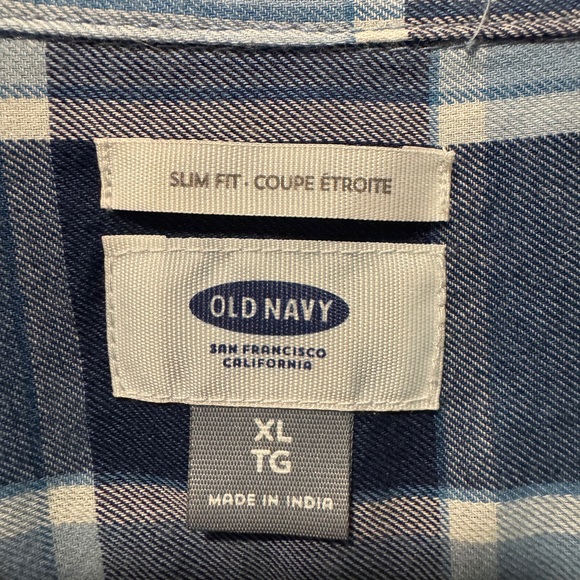 SLIM FIT · COUPE ÉTROITE
OLD NAVY
SAN FRANCISCO
CALIFORNIA
XL
TG
MADE IN INDIA